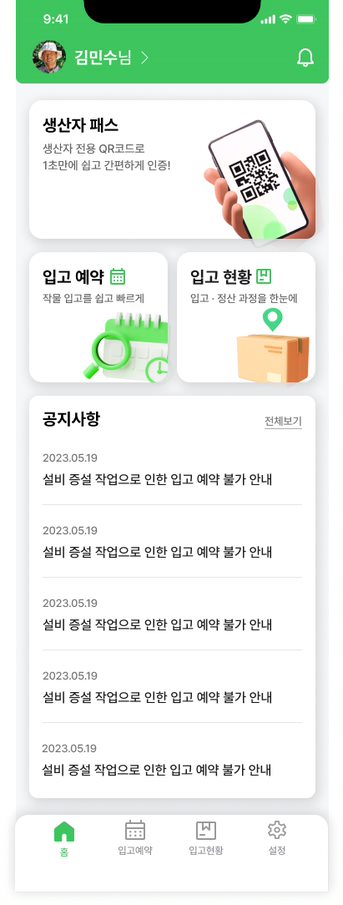 9:41
김민수님
생산자 패스
생산자 전용 QR코드로
1초만에 쉽고 간편하게 인증!
입고 예약
작물 입고를 쉽고 빠르게
입고 현황
입고 · 정산 과정을 한눈에
공지사항
전체보기
2023.05.19
설비 증설 작업으로 인한 입고 예약 불가 안내
2023.05.19
설비 증설 작업으로 인한 입고 예약 불가 안내
2023.05.19
설비 증설 작업으로 인한 입고 예약 불가 안내
2023.05.19
설비 증설 작업으로 인한 입고 예약 불가 안내
2023.05.19
설비 증설 작업으로 인한 입고 예약 불가 안내
홈
입고예약
입고현황
설정